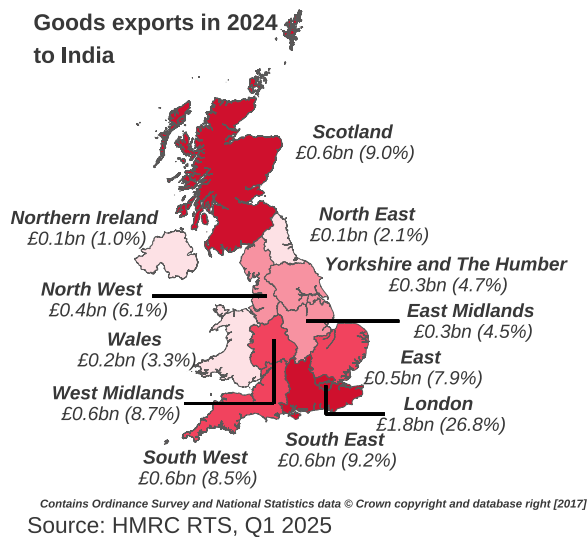 Goods exports in 2024
to India
Scotland
£0.6bn (9.0%)
Northern Ireland
£0.1bn (1.0%)
North East
£0.1bn (2.1%)
Yorkshire and The Humber
£0.3bn (4.7%)
North West
£0.4bn (6.1%)
East Midlands
£0.3bn (4.5%)
Wales
£0.2bn (3.3%)
East
£0.5bn (7.9%)
West Midlands
£0.6bn (8.7%)
London
£1.8bn (26.8%)
South East
£0.6bn (9.2%)
South West
£0.6bn (8.5%)
Contains Ordinance Survey and National Statistics data © Crown copyright and database right [2017]
Source: HMRC RTS, Q1 2025